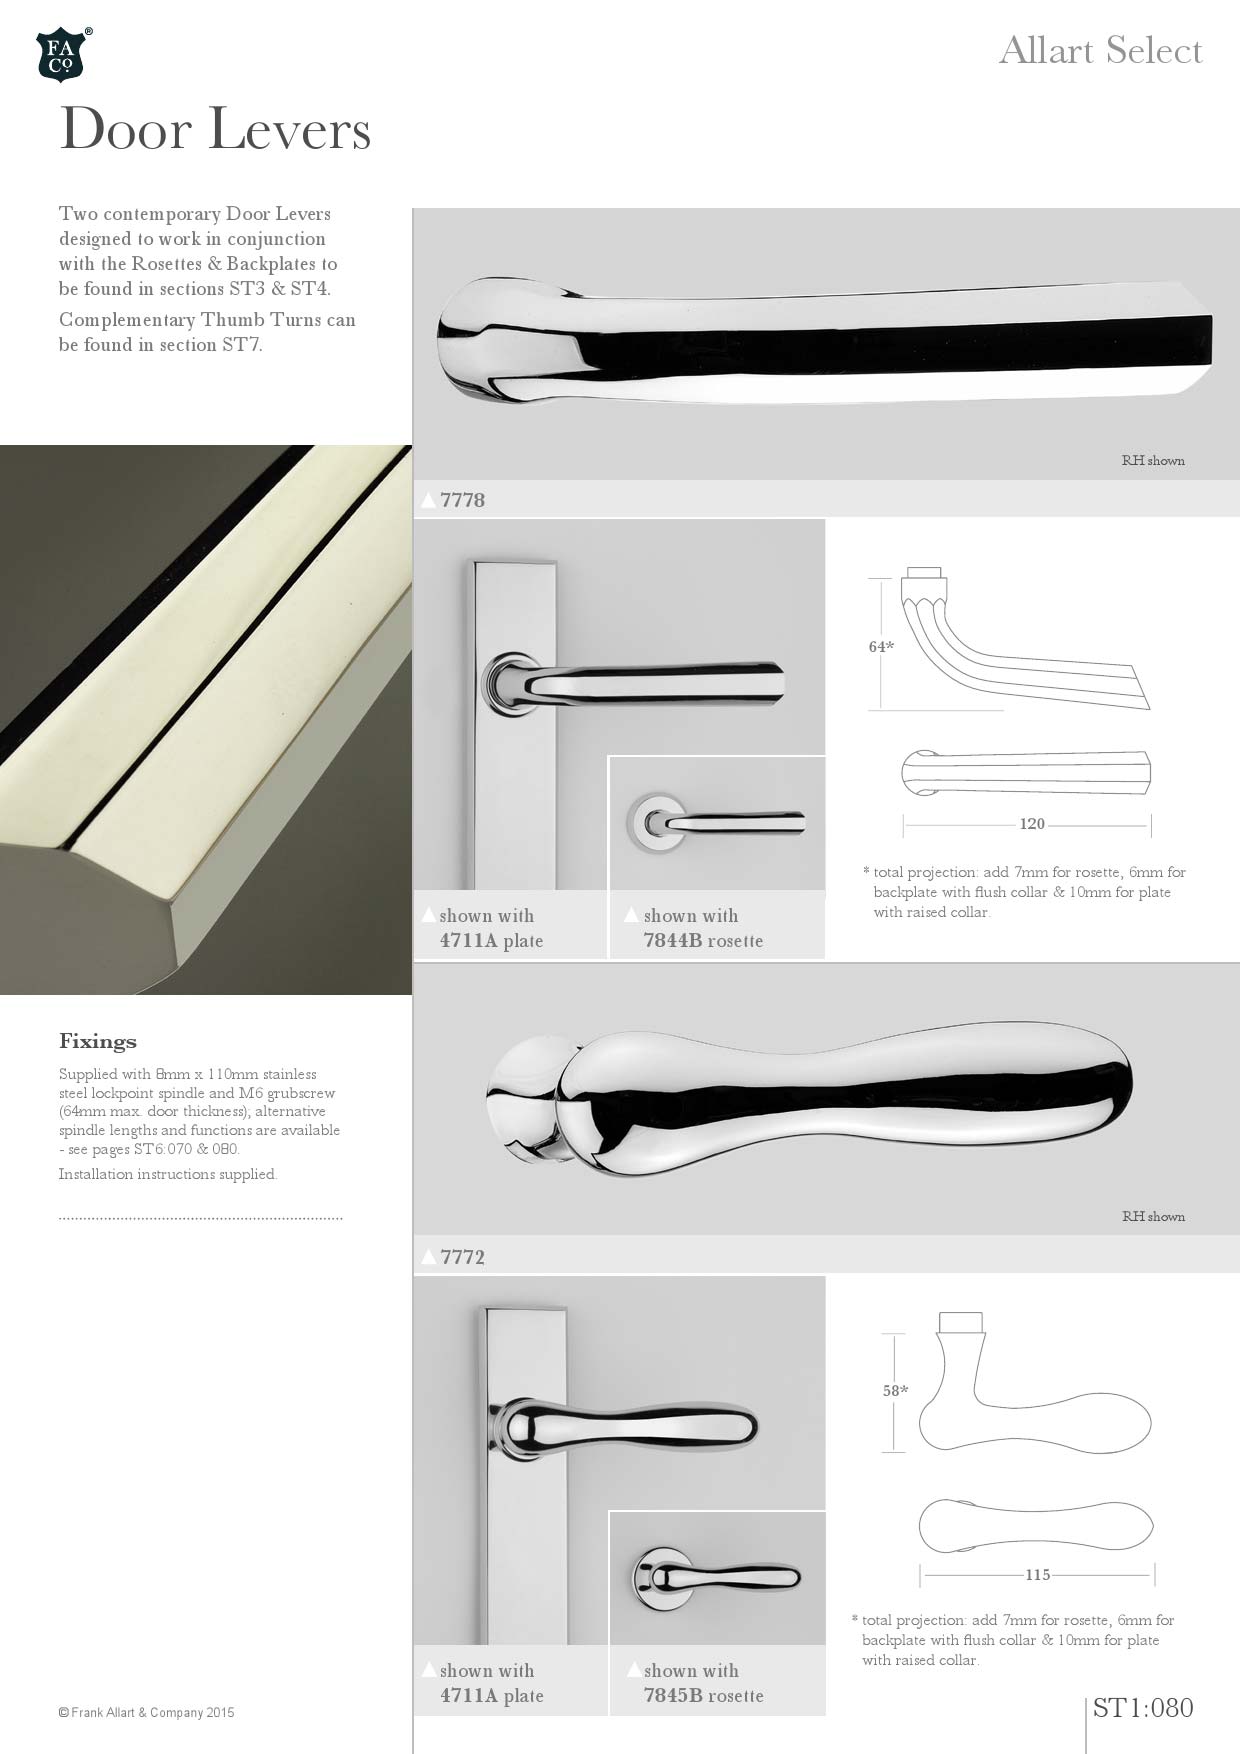 FA
Co.
®
Allart Select
Door Levers
Two contemporary Door Levers
designed to work in conjunction
with the Rosettes & Backplates to
be found in sections ST3 & ST4.
Complementary Thumb Turns can
be found in section ST7.
RH shown
7778
64*
120
* total projection: add 7mm for rosette, 6mm for
backplate with flush collar & 10mm for plate
with raised collar.
shown with
4711A plate
shown with
7844B rosette
Fixings
Supplied with 8mm x 110mm stainless
steel lockpoint spindle and M6 grubscrew
(64mm max. door thickness); alternative
spindle lengths and functions are available
- see pages ST6:070 & 080.
Installation instructions supplied.
RH shown
7772
58*
115
* total projection: add 7mm for rosette, 6mm for
backplate with flush collar & 10mm for plate
with raised collar.
shown with
4711A plate
shown with
7845B rosette
© Frank Allart & Company 2015
ST1:080